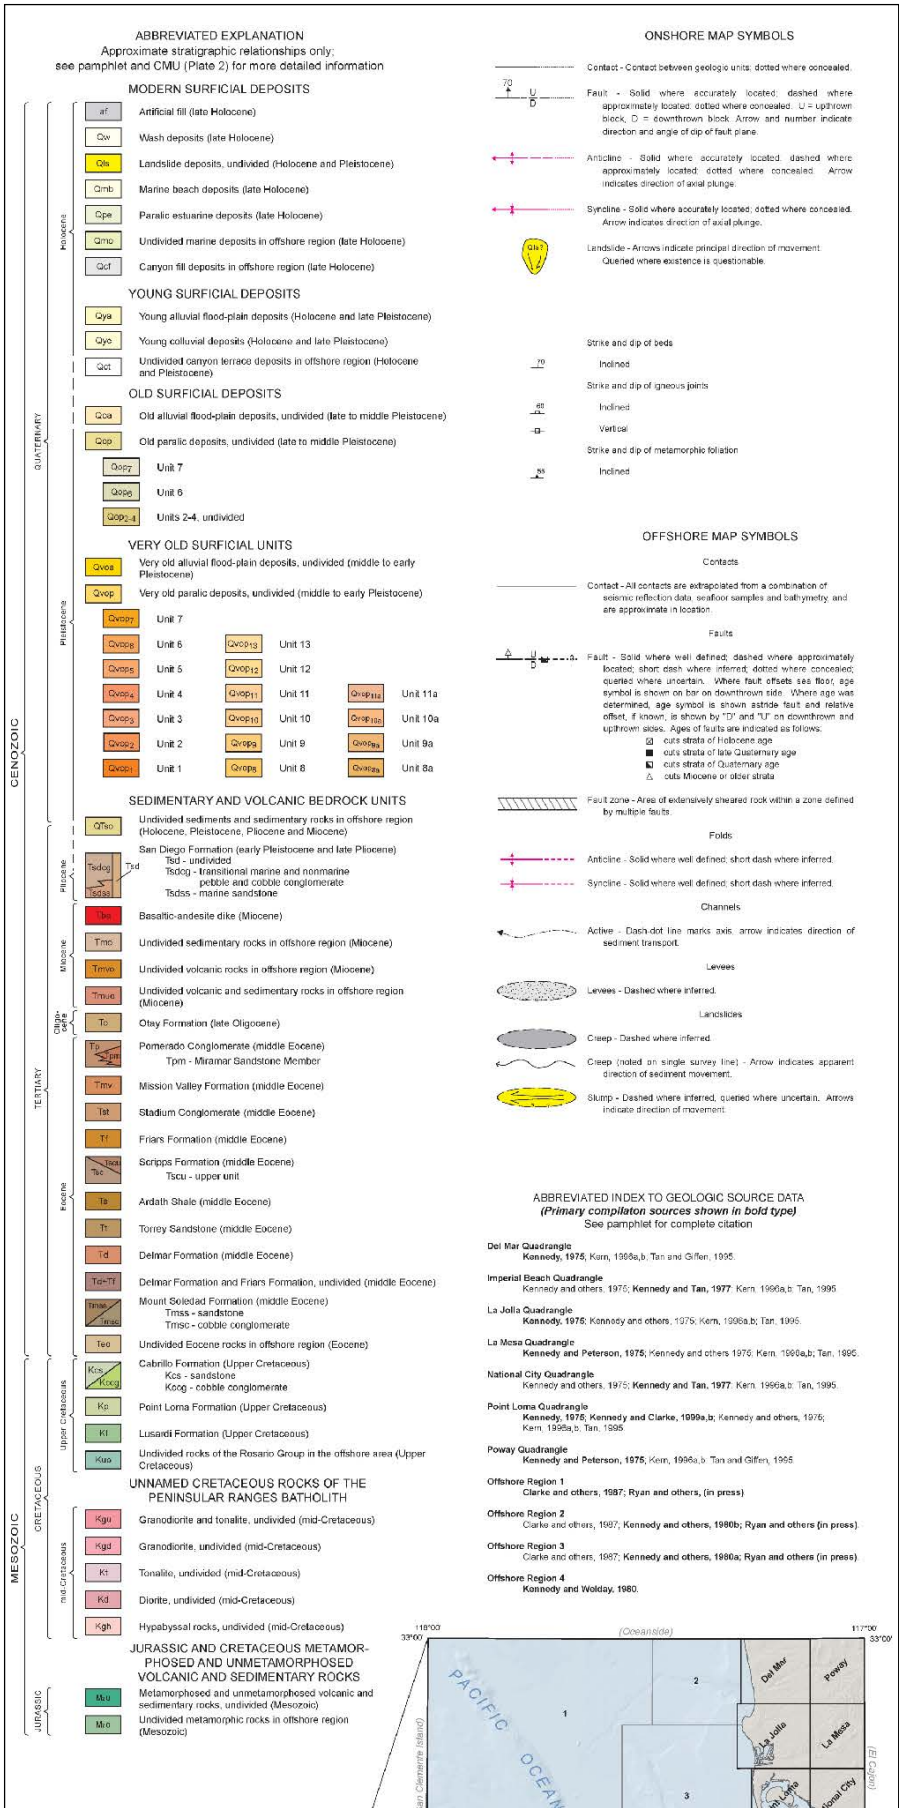 ABBREVIATED EXPLANATION
Approximate stratigraphic relationships only;
see pamphlet and CMU (Plate 2) for more detailed information
MODERN SURFICIAL DEPOSITS
af Artificial fill (late Holocene)
Qw Wash deposits (late Holocene)
Qls Landslide deposits, undivided (Holocene and Pleistocene)
Qmb Marine beach deposits (late Holocene)
Qpe Paralic estuarine deposits (late Holocene)
Qmo Undivided marine deposits in offshore region (late Holocene)
Qcf Canyon fill deposits in offshore region (late Holocene)
Holocene
YOUNG SURFICIAL DEPOSITS
Qya Young alluvial flood-plain deposits (Holocene and late Pleistocene)
Qyc Young colluvial deposits (Holocene and late Pleistocene)
Qct Undivided canyon terrace deposits in offshore region (Holocene
and Pleistocene)
OLD SURFICIAL DEPOSITS
Qoa Old alluvial flood-plain deposits, undivided (late to middle Pleistocene)
Qop Old paralic deposits, undivided (late to middle Pleistocene)
Qop7 Unit 7
Qop6 Unit 6
Qop2-4 Units 2-4, undivided
QUATERNARY
VERY OLD SURFICIAL UNITS
Qvoa Very old alluvial flood-plain deposits, undivided (middle to early
Pleistocene)
Qvop Very old paralic deposits, undivided (middle to early Pleistocene)
Qvop7 Unit 7
Qvop6 Unit 6 Qvop13 Unit 13
Qvop5 Unit 5 Qvop12 Unit 12
Qvop4 Unit 4 Qvop11 Unit 11 Qvop11a Unit 11a
Qvop3 Unit 3 Qvop10 Unit 10 Qvop10a Unit 10a
Qvop2 Unit 2 Qvop9 Unit 9 Qvop9a Unit 9a
Qvop1 Unit 1 Qvop8 Unit 8 Qvop8a Unit 8a
Pleistocene
CENOZOIC
SEDIMENTARY AND VOLCANIC BEDROCK UNITS
QTso Undivided sediments and sedimentary rocks in offshore region
(Holocene, Pleistocene, Pliocene and Miocene)
San Diego Formation (early Pleistocene and late Pliocene)
Tsdcg Tsd Tsd - undivided
Tsdcg - transitional marine and nonmarine
pebble and cobble conglomerate
Tsdss Tsdss - marine sandstone
Pliocene
Tba Basaltic-andesite dike (Miocene)
Tmo Undivided sedimentary rocks in offshore region (Miocene)
Tmvo Undivided volcanic rocks in offshore region (Miocene)
Tmuo Undivided volcanic and sedimentary rocks in offshore region
(Miocene)
Miocene
To Otay Formation (late Oligocene)
Oligo-
cene
Tp Pomerado Conglomerate (middle Eocene)
Tpm Tpm - Miramar Sandstone Member
Tmv Mission Valley Formation (middle Eocene)
Tst Stadium Conglomerate (middle Eocene)
Tf Friars Formation (middle Eocene)
Tsc Tscu Scripps Formation (middle Eocene)
Tscu - upper unit
Ta Ardath Shale (middle Eocene)
Tt Torrey Sandstone (middle Eocene)
Td Delmar Formation (middle Eocene)
Td+Tf Delmar Formation and Friars Formation, undivided (middle Eocene)
Tmss Tmsc Mount Soledad Formation (middle Eocene)
Tmss - sandstone
Tmsc - cobble conglomerate
Teo Undivided Eocene rocks in offshore region (Eocene)
Eocene
TERTIARY
Kcs Kccg Cabrillo Formation (Upper Cretaceous)
Kcs - sandstone
Kccg - cobble conglomerate
Kp Point Loma Formation (Upper Cretaceous)
Kl Lusardi Formation (Upper Cretaceous)
Kuo Undivided rocks of the Rosario Group in the offshore area (Upper
Cretaceous)
Upper Cretaceous
UNNAMED CRETACEOUS ROCKS OF THE
PENINSULAR RANGES BATHOLITH
Kgu Granodiorite and tonalite, undivided (mid-Cretaceous)
Kgd Granodiorite, undivided (mid-Cretaceous)
Kt Tonalite, undivided (mid-Cretaceous)
Kd Diorite, undivided (mid-Cretaceous)
Kgh Hypabyssal rocks, undivided (mid-Cretaceous)
mid-Cretaceous
CRETACEOUS
MESOZOIC
JURASSIC AND CRETACEOUS METAMOR-
PHOSED AND UNMETAMORPHOSED
VOLCANIC AND SEDIMENTARY ROCKS
Mzu Metamorphosed and unmetamorphosed volcanic and
sedimentary rocks, undivided (Mesozoic)
Mzo Undivided metamorphic rocks in offshore region
(Mesozoic)
JURASSIC
ONSHORE MAP SYMBOLS
Contact - Contact between geologic units; dotted where concealed.
70 U D
Fault - Solid where accurately located; dashed where
approximately located; dotted where concealed. U = upthrown
block, D = downthrown block. Arrow and number indicate
direction and angle of dip of fault plane.
Anticline - Solid where accurately located, dashed where
approximately located; dotted where concealed. Arrow
indicates direction of axial plunge.
Syncline - Solid where accurately located; dotted where concealed.
Arrow indicates direction of axial plunge.
Qls? Landslide - Arrows indicate principal direction of movement.
Queried where existence is questionable.
Strike and dip of beds
70 Inclined
Strike and dip of igneous joints
60 Inclined
Vertical
Strike and dip of metamorphic foliation
55 Inclined
OFFSHORE MAP SYMBOLS
Contacts
Contact - All contacts are extrapolated from a combination of
seismic reflection data, seafloor samples and bathymetry, and
are approximate in location.
Faults
U D ?
Fault - Solid where well defined; dashed where approximately
located; short dash where inferred; dotted where concealed;
queried where uncertain. Where fault offsets sea floor, age
symbol is shown on bar on downthrown side. Where age was
determined, age symbol is shown astride fault and relative
offset, if known, is shown by "D" and "U" on downthrown and
upthrown sides. Ages of faults are indicated as follows:
cuts strata of Holocene age
cuts strata of late Quaternary age
cuts strata of Quaternary age
cuts Miocene or older strata
Fault zone - Area of extensively sheared rock within a zone defined
by multiple faults.
Folds
Anticline - Solid where well defined; short dash where inferred.
Syncline - Solid where well defined; short dash where inferred.
Channels
Active - Dash-dot line marks axis, arrow indicates direction of
sediment transport.
Levees
Levees - Dashed where inferred.
Landslides
Creep - Dashed where inferred.
Creep (noted on single survey line) - Arrow indicates apparent
direction of sediment movement.
Slump - Dashed where inferred, queried where uncertain. Arrows
indicate direction of movement.
ABBREVIATED INDEX TO GEOLOGIC SOURCE DATA
(Primary compilaton sources shown in bold type)
See pamphlet for complete citation
Del Mar Quadrangle
Kennedy, 1975; Kern, 1996a,b; Tan and Giffen, 1995.
Imperial Beach Quadrangle
Kennedy and others, 1975; Kennedy and Tan, 1977; Kern, 1996a,b; Tan, 1995
La Jolla Quadrangle
Kennedy, 1975; Kennedy and others, 1975; Kern, 1996a,b; Tan, 1995.
La Mesa Quadrangle
Kennedy and Peterson, 1975; Kennedy and others 1975; Kern, 1996a,b; Tan, 1995.
National City Quadrangle
Kennedy and others, 1975; Kennedy and Tan, 1977; Kern, 1996a,b; Tan, 1995.
Point Loma Quadrangle
Kennedy, 1975; Kennedy and Clarke, 1999a,b; Kennedy and others, 1975;
Kern, 1996a,b, Tan, 1995
Poway Quadrangle
Kennedy and Peterson, 1975; Kern, 1996a,b, Tan and Giffen, 1995
Offshore Region 1
Clarke and others, 1987; Ryan and others, (in press)
Offshore Region 2
Clarke and others, 1987; Kennedy and others, 1980b; Ryan and others (in press).
Offshore Region 3
Clarke and others, 1987; Kennedy and others, 1980a; Ryan and others (in press)
Offshore Region 4
Kennedy and Welday, 1980.
118°00' (Oceanside) 117°00'
33°00' 33°00'
PACIFIC OCEAN
1
2
3
Del Mar
Poway
La Jolla
La Mesa
Clemente Island)
(El Cajon)